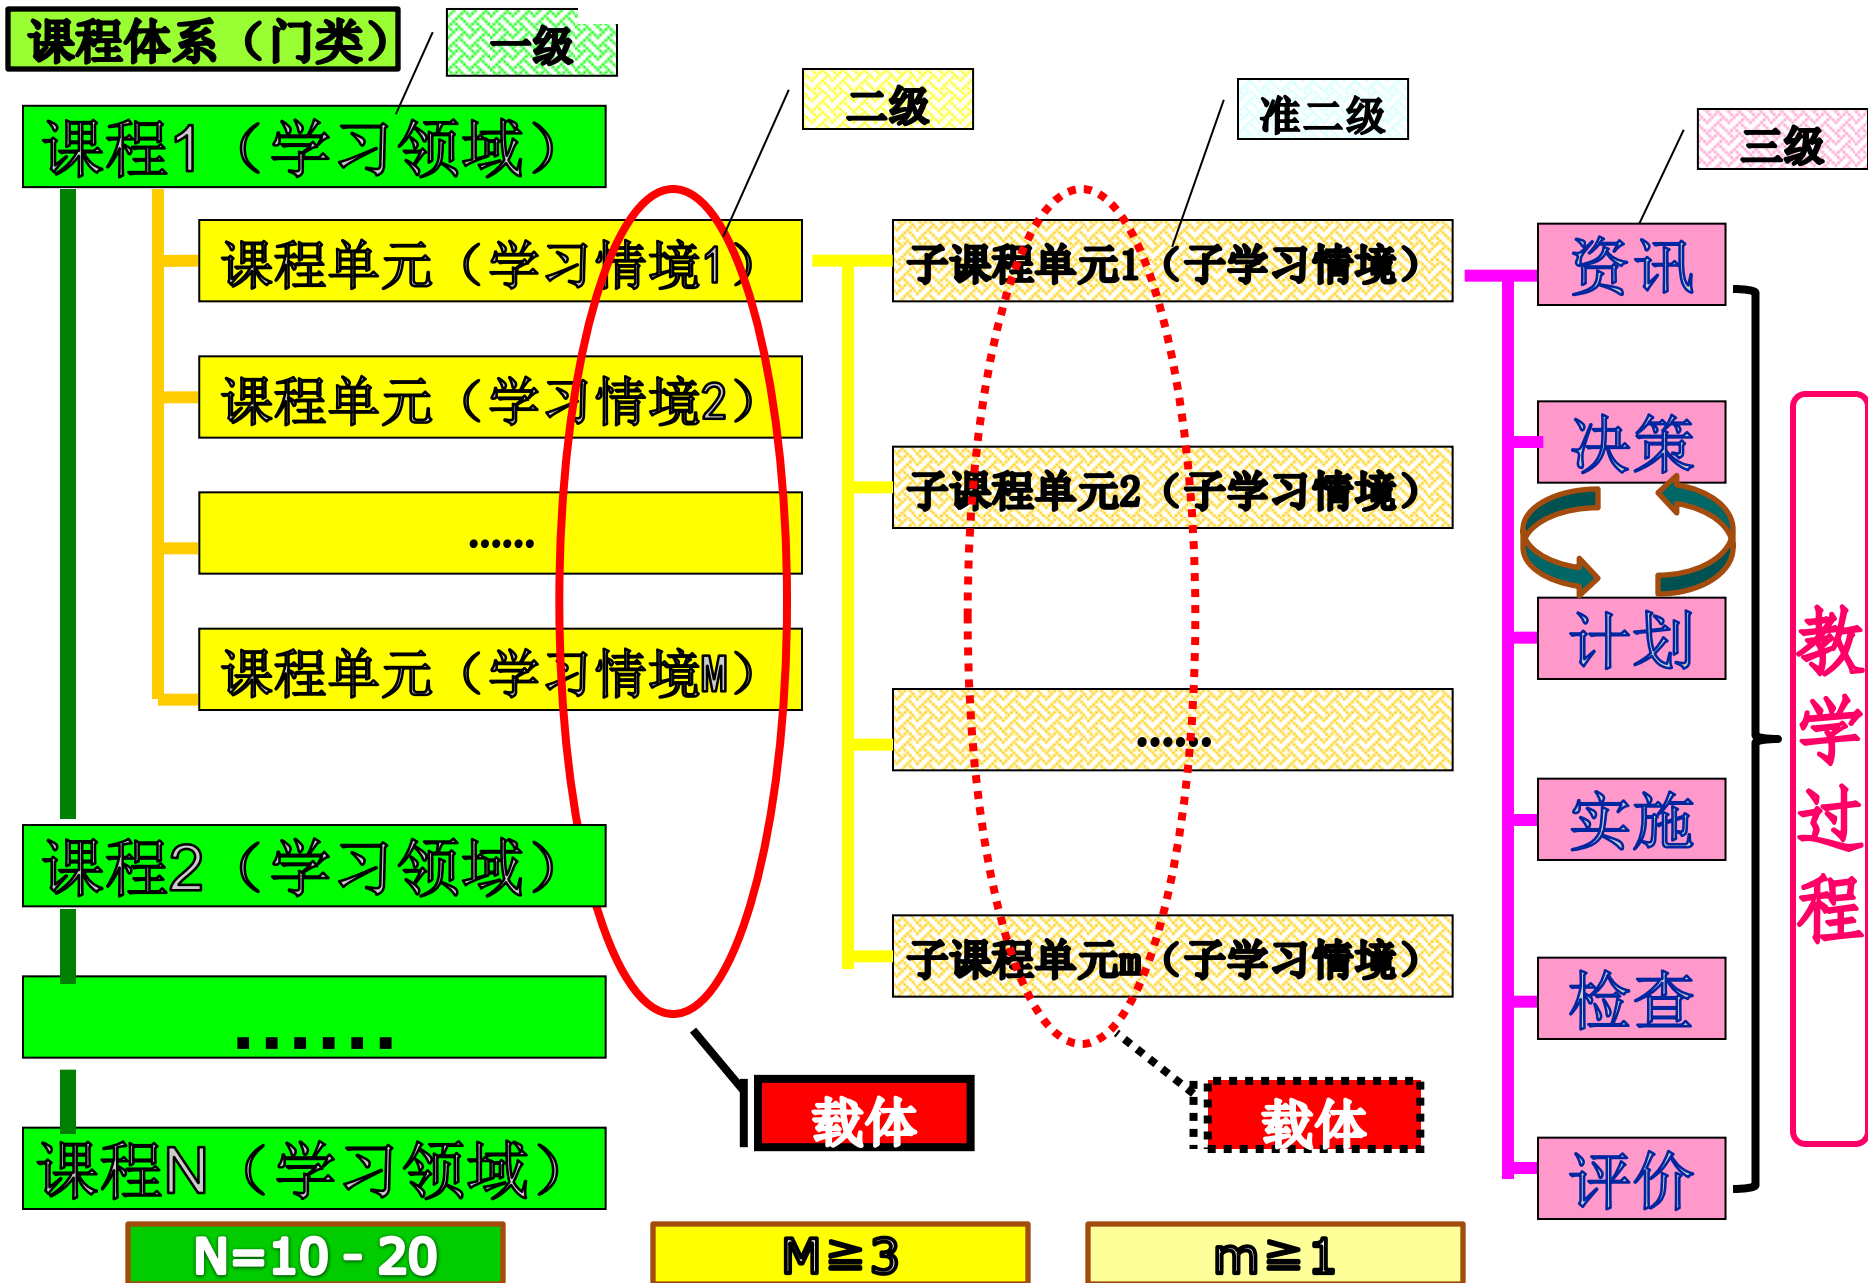 课程体系（门类）
一级
二级
准二级
三级
课程1（学习领域）
课程单元（学习情境1）
课程单元（学习情境2）
......
课程单元（学习情境M）
课程2（学习领域）
......
课程N（学习领域）
子课程单元1（子学习情境）
子课程单元2（子学习情境）
......
子课程单元m（子学习情境）
资讯
决策
计划
实施
检查
评价
教学过程
载体
载体
N=10－20
M≧3
m≧1